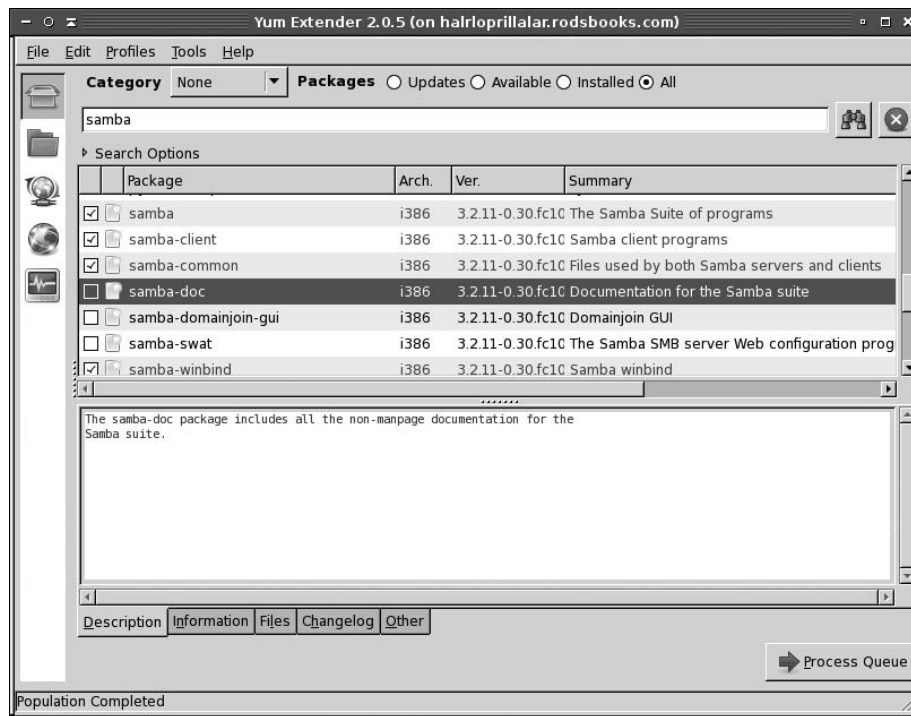 Yum Extender 2.0.5 (on halrloprillalar.rodsbooks.com)
File Edit Profiles Tools Help
Category None Packages Updates Available Installed All
samba
Search Options
Package Arch. Ver. Summary
samba i386 3.2.11-0.30.fc10 The Samba Suite of programs
samba-client i386 3.2.11-0.30.fc10 Samba client programs
samba-common i386 3.2.11-0.30.fc10 Files used by both Samba servers and clients
samba-doc i386 3.2.11-0.30.fc10 Documentation for the Samba suite
samba-domainjoin-gui i386 3.2.11-0.30.fc10 Domainjoin GUI
samba-swat i386 3.2.11-0.30.fc10 The Samba SMB server Web configuration prog
samba-winbind i386 3.2.11-0.30.fc10 Samba winbind
The samba-doc package includes all the non-manpage documentation for the
Samba suite.
Description Information Files Changelog Other
Process Queue
Population Completed